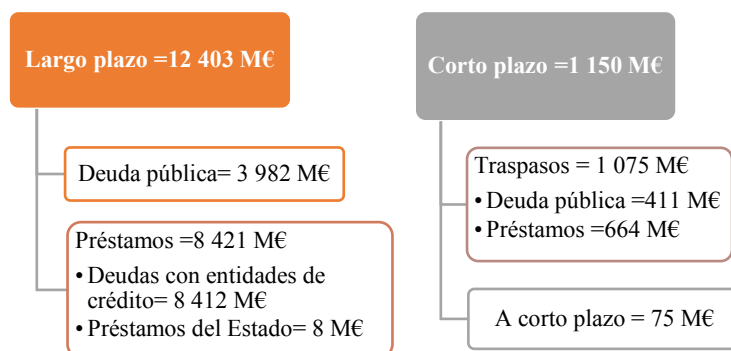 Largo plazo =12 403 M€
Deuda pública= 3 982 M€
Préstamos =8 421 M€
• Deudas con entidades de
crédito= 8 412 M€
• Préstamos del Estado= 8 M€
Corto plazo =1 150 M€
Traspasos = 1 075 M€
• Deuda pública =411 M€
• Préstamos =664 M€
A corto plazo = 75 M€